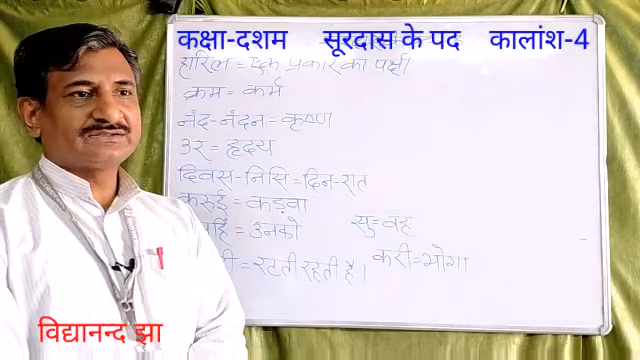 कक्षा-दशम सूरदास के पद कालांश-4
हारिल = एक प्रकार का पक्षी
क्रम = कर्म
नंद-नंदन = कृष्ण
उर = हृदय
दिवस-निसि = दिन-रात
करुई = कड़वा
= उनको सु = वह
= रटती रहती है। करी = भोगा
विद्यानन्द झा